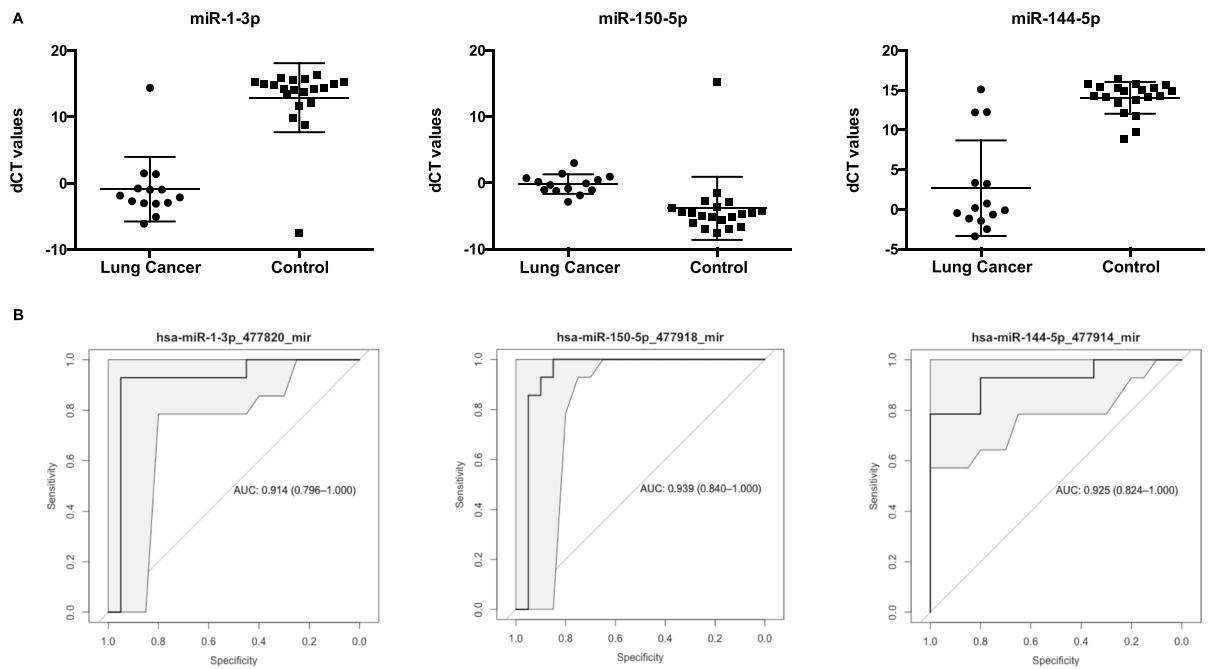 A
miR-1-3p
miR-150-5p
miR-144-5p
dCT values
20
10
0
-10
Lung Cancer
Control
dCT values
20
10
0
-10
Lung Cancer
Control
dCT values
20
15
10
5
0
-5
Lung Cancer
Control
B
hsa-miR-1-3p_477820_mir
Sensitivity
1.0
0.8
0.6
0.4
0.2
0.0
AUC: 0.914 (0.796–1.000)
1.0 0.8 0.6 0.4 0.2 0.0
Specificity
hsa-miR-150-5p_477918_mir
Sensitivity
1.0
0.8
0.6
0.4
0.2
0.0
AUC: 0.939 (0.840–1.000)
1.0 0.8 0.6 0.4 0.2 0.0
Specificity
hsa-miR-144-5p_477914_mir
Sensitivity
1.0
0.8
0.6
0.4
0.2
0.0
AUC: 0.925 (0.824–1.000)
1.0 0.8 0.6 0.4 0.2 0.0
Specificity